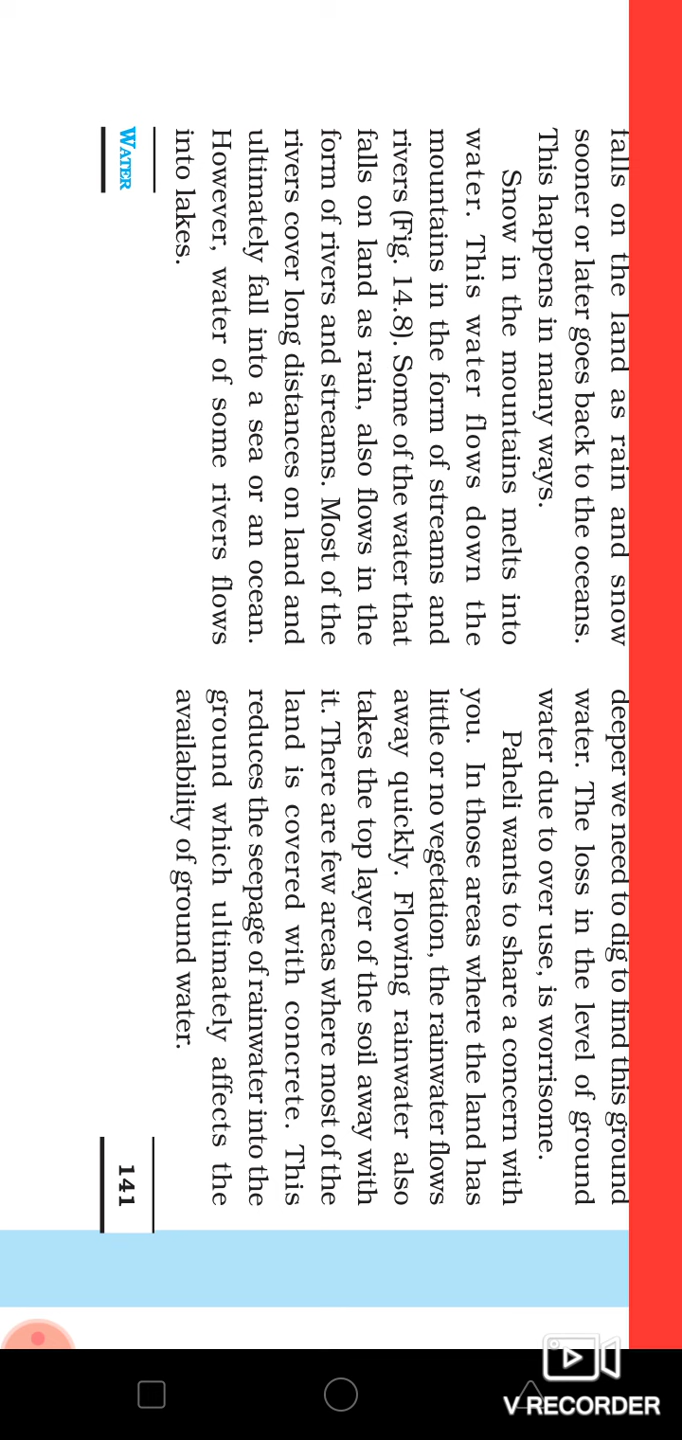 falls on the land as rain and snow
sooner or later goes back to the oceans.
This happens in many ways.
Snow in the mountains melts into
water. This water flows down the
mountains in the form of streams and
rivers (Fig. 14.8). Some of the water that
falls on land as rain, also flows in the
form of rivers and streams. Most of the
rivers cover long distances on land and
ultimately fall into a sea or an ocean.
However, water of some rivers flows
into lakes.
deeper we need to dig to find this ground
water. The loss in the level of ground
water due to over use, is worrisome.
Paheli wants to share a concern with
you. In those areas where the land has
little or no vegetation, the rainwater flows
away quickly. Flowing rainwater also
takes the top layer of the soil away with
it. There are few areas where most of the
land is covered with concrete. This
reduces the seepage of rainwater into the
ground which ultimately affects the
availability of ground water.
WATER
141
V RECORDER